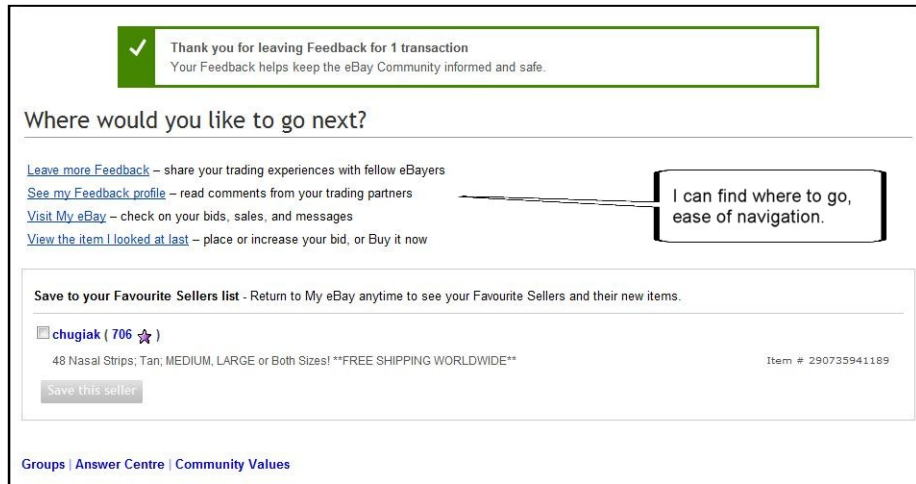 Thank you for leaving Feedback for 1 transaction
Your Feedback helps keep the eBay Community informed and safe.
Where would you like to go next?
Leave more Feedback – share your trading experiences with fellow eBayers
See my Feedback profile – read comments from your trading partners
Visit My eBay – check on your bids, sales, and messages
View the item I looked at last – place or increase your bid, or Buy it now
I can find where to go,
ease of navigation.
Save to your Favourite Sellers list - Return to My eBay anytime to see your Favourite Sellers and their new items.
chugiak ( 706 )
48 Nasal Strips; Tan; MEDIUM, LARGE or Both Sizes! **FREE SHIPPING WORLDWIDE** Item # 290735941189
Save this seller
Groups | Answer Centre | Community Values